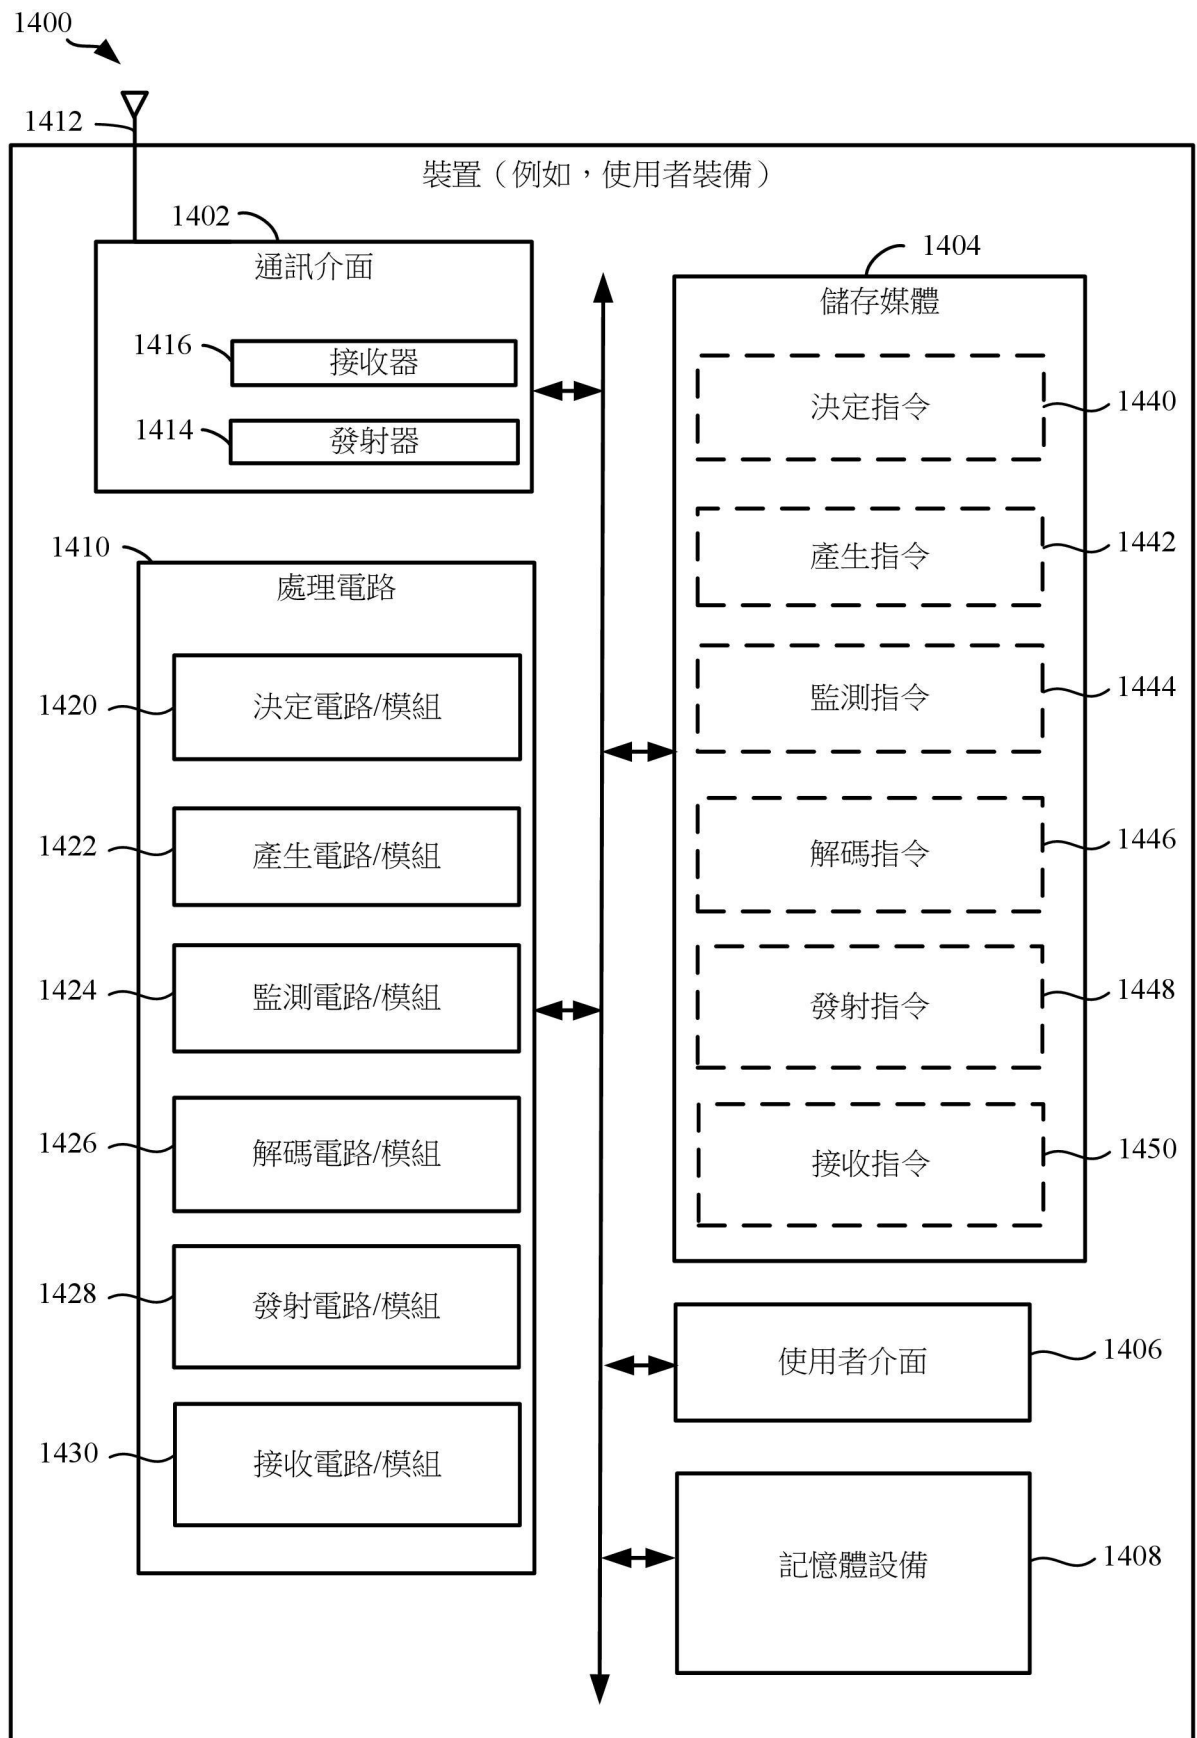 1400
1412
裝置（例如，使用者裝備）
1402
通訊介面
1416
接收器
1414
發射器
1410
處理電路
1420
決定電路/模組
1422
產生電路/模組
1424
監測電路/模組
1426
解碼電路/模組
1428
發射電路/模組
1430
接收電路/模組
1404
儲存媒體
決定指令
1440
產生指令
1442
監測指令
1444
解碼指令
1446
發射指令
1448
接收指令
1450
使用者介面
1406
記憶體設備
1408